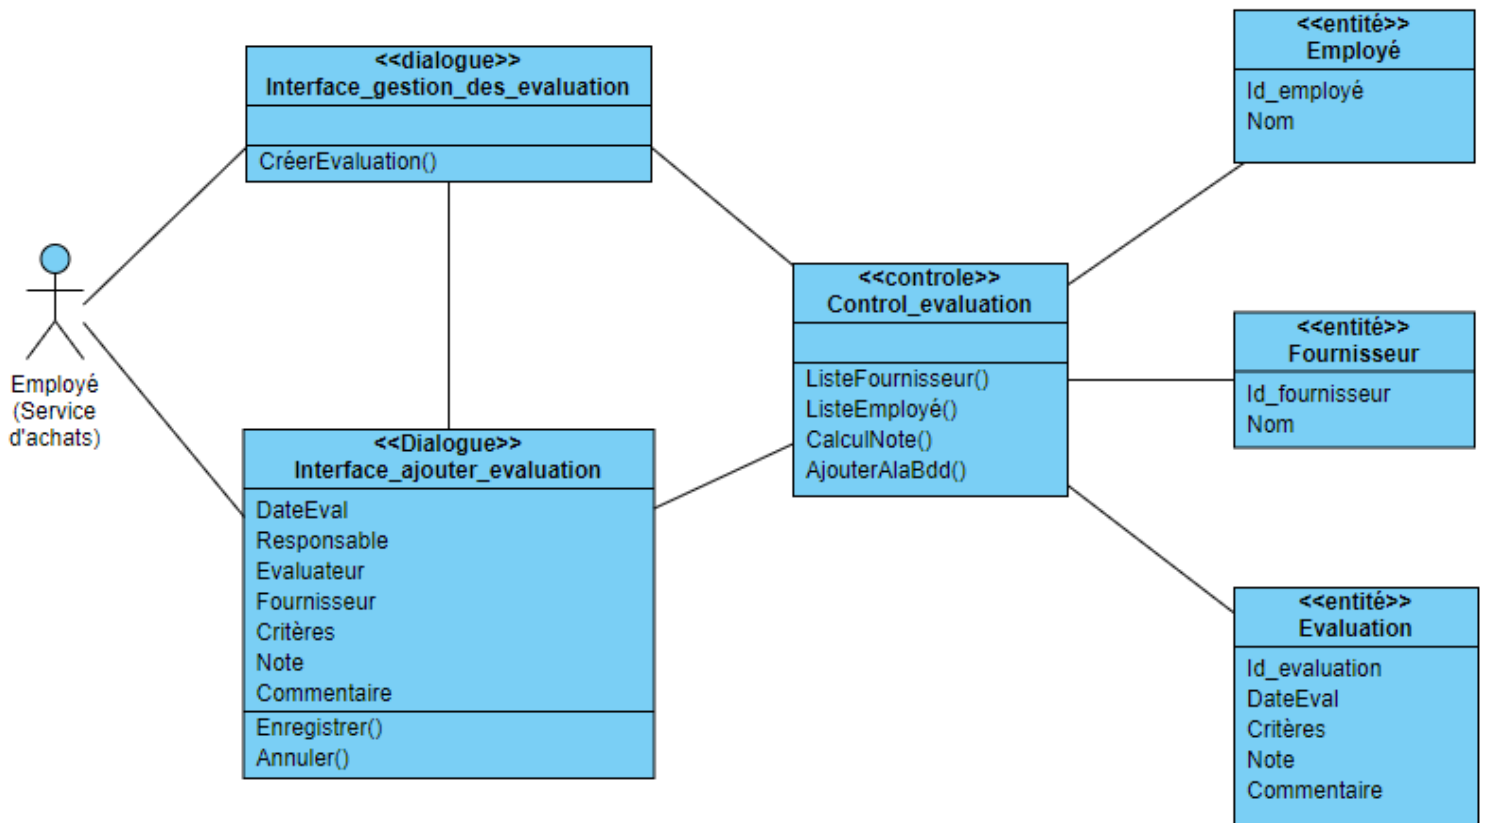 <<dialogue>>
Interface_gestion_des_evaluation
CréerEvaluation()
Employé
(Service
d'achats)
<<Dialogue>>
Interface_ajouter_evaluation
DateEval
Responsable
Evaluateur
Fournisseur
Critères
Note
Commentaire
Enregistrer()
Annuler()
<<controle>>
Control_evaluation
ListeFournisseur()
ListeEmployé()
CalculNote()
AjouterAlaBdd()
<<entité>>
Employé
Id_employé
Nom
<<entité>>
Fournisseur
Id_fournisseur
Nom
<<entité>>
Evaluation
Id_evaluation
DateEval
Critères
Note
Commentaire